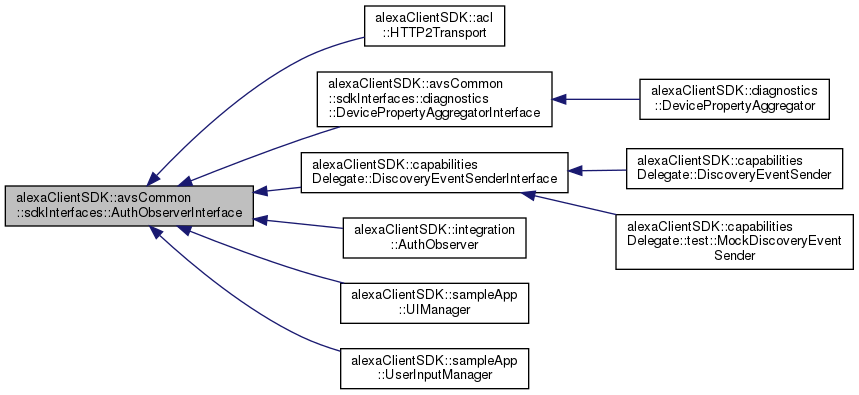 alexaClientSDK::acl
::HTTP2Transport
alexaClientSDK::avsCommon
::sdkInterfaces::diagnostics
::DevicePropertyAggregatorInterface
alexaClientSDK::diagnostics
::DevicePropertyAggregator
alexaClientSDK::capabilities
Delegate::DiscoveryEventSenderInterface
alexaClientSDK::capabilities
Delegate::DiscoveryEventSender
alexaClientSDK::avsCommon
::sdkInterfaces::AuthObserverInterface
alexaClientSDK::integration
::AuthObserver
alexaClientSDK::capabilities
Delegate::test::MockDiscoveryEvent
Sender
alexaClientSDK::sampleApp
::UIManager
alexaClientSDK::sampleApp
::UserInputManager